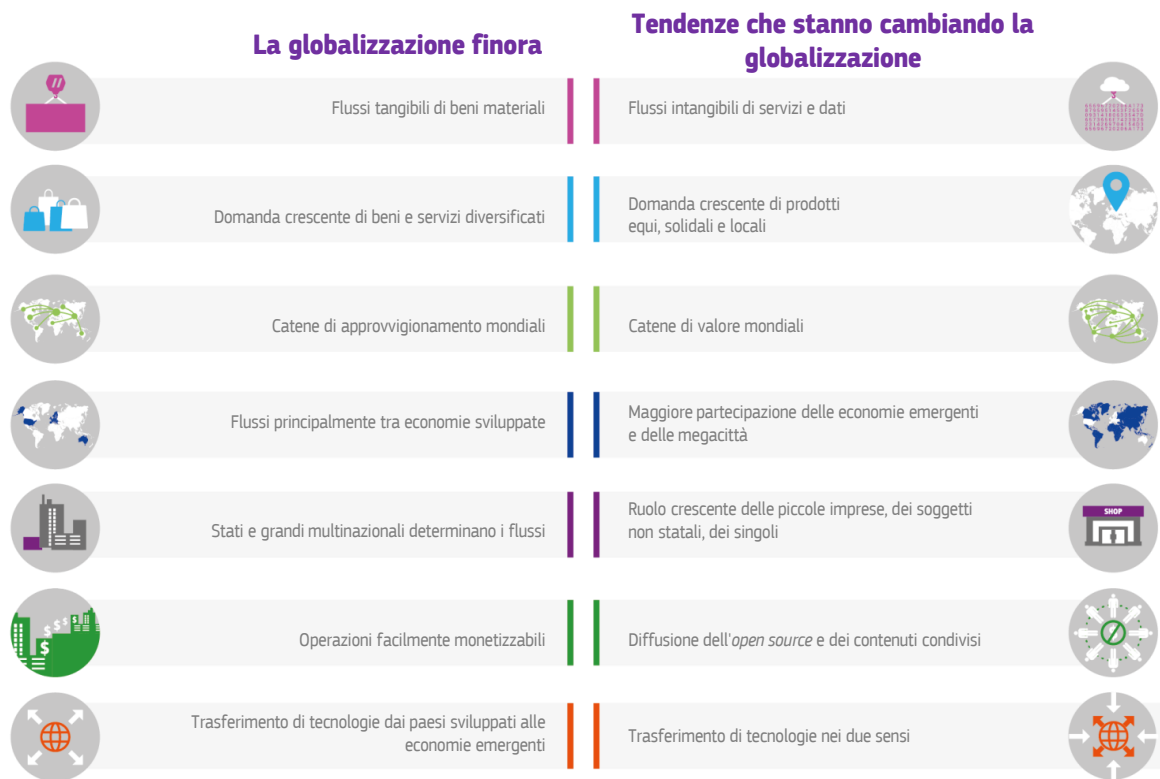 La globalizzazione finora
Tendenze che stanno cambiando la
globalizzazione
Flussi tangibili di beni materiali
Flussi intangibili di servizi e dati
Domanda crescente di beni e servizi diversificati
Domanda crescente di prodotti
equi, solidali e locali
Catene di approvvigionamento mondiali
Catene di valore mondiali
Flussi principalmente tra economie sviluppate
Maggiore partecipazione delle economie emergenti
e delle megacittà
Stati e grandi multinazionali determinano i flussi
Ruolo crescente delle piccole imprese, dei soggetti
non statali, dei singoli
SHOP
Operazioni facilmente monetizzabili
Diffusione dell'open source e dei contenuti condivisi
Trasferimento di tecnologie dai paesi sviluppati alle
economie emergenti
Trasferimento di tecnologie nei due sensi